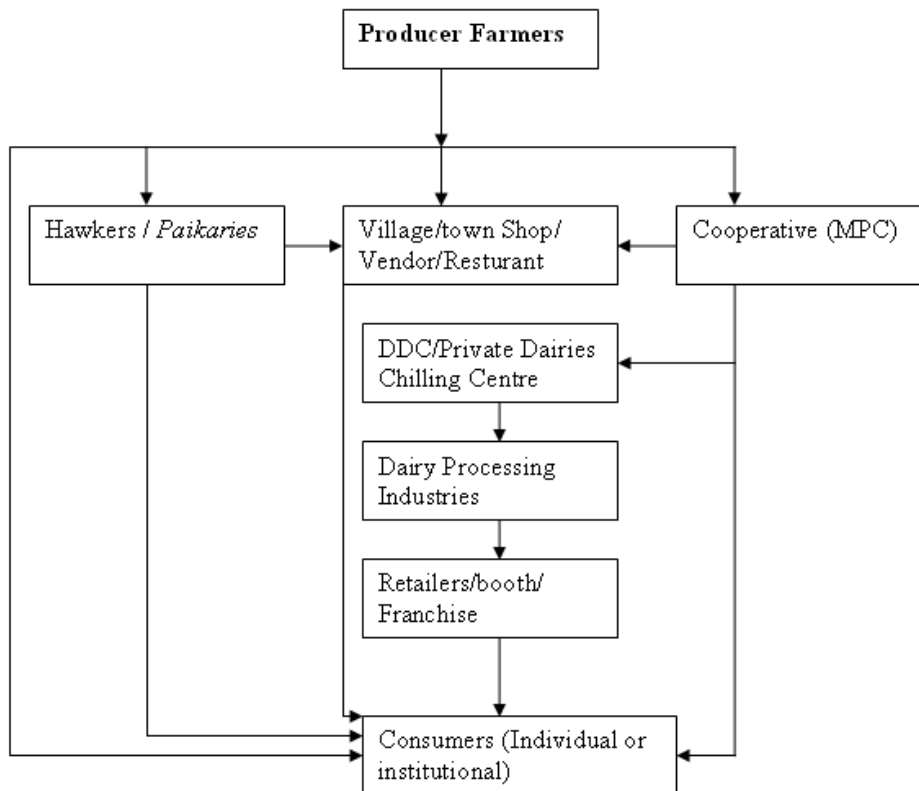 Producer Farmers
Hawkers / Paikaries
Village/town Shop/
Vendor/Resturant
Cooperative (MPC)
DDC/Private Dairies
Chilling Centre
Dairy Processing
Industries
Retailers/booth/
Franchise
Consumers (Individual or
institutional)